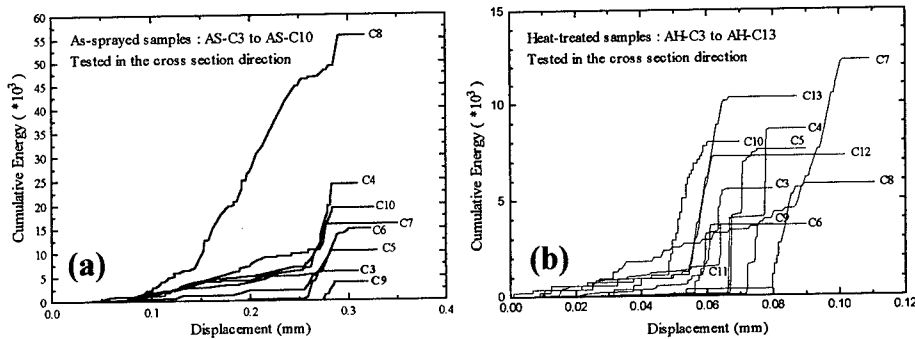 As-sprayed samples : AS-C3 to AS-C10
Tested in the cross section direction
C8
C4
C10
C7
C6
C5
C3
C9
(a)
60
55
50
45
40
35
30
25
20
15
10
5
0
0.0 0.1 0.2 0.3 0.4
Cumulative Energy ( *10³)
Displacement (mm)
Heat-treated samples : AH-C3 to AH-C13
Tested in the cross section direction
C7
C13
C4
C10
C5
C12
C3
C8
C9
C6
C11
(b)
15
10
5
0
0.00 0.02 0.04 0.06 0.08 0.10 0.12
Cumulative Energy ( *10³)
Displacement (mm)